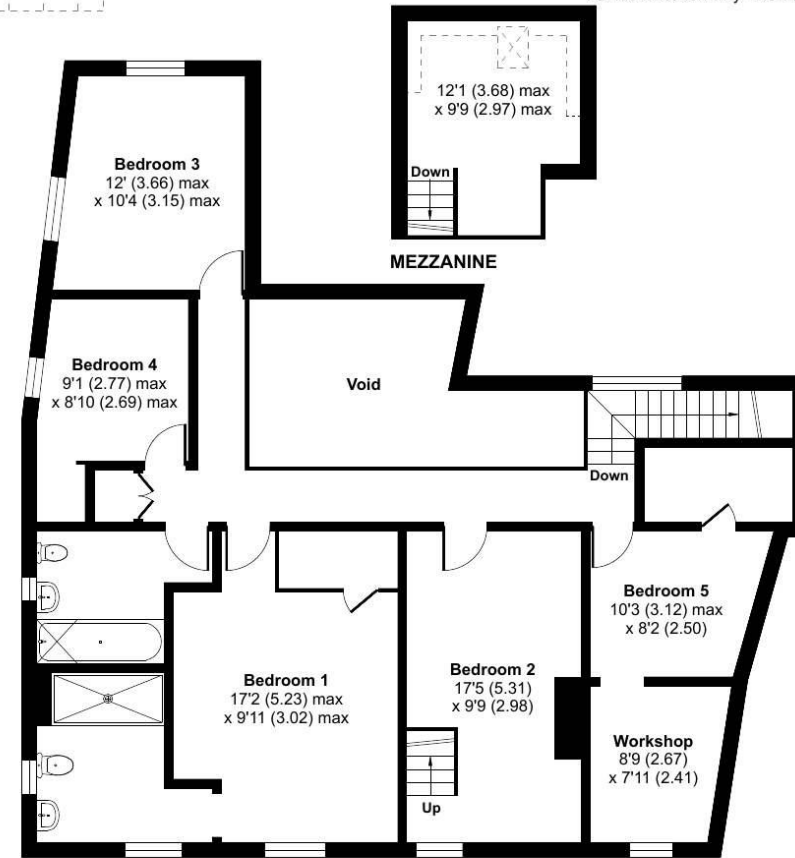 12'1 (3.68) max
x 9'9 (2.97) max
Down
MEZZANINE
Bedroom 3
12' (3.66) max
x 10'4 (3.15) max
Bedroom 4
9'1 (2.77) max
x 8'10 (2.69) max
Void
Down
Bedroom 1
17'2 (5.23) max
x 9'11 (3.02) max
Bedroom 2
17'5 (5.31)
x 9'9 (2.98)
Up
Bedroom 5
10'3 (3.12) max
x 8'2 (2.50)
Workshop
8'9 (2.67)
x 7'11 (2.41)